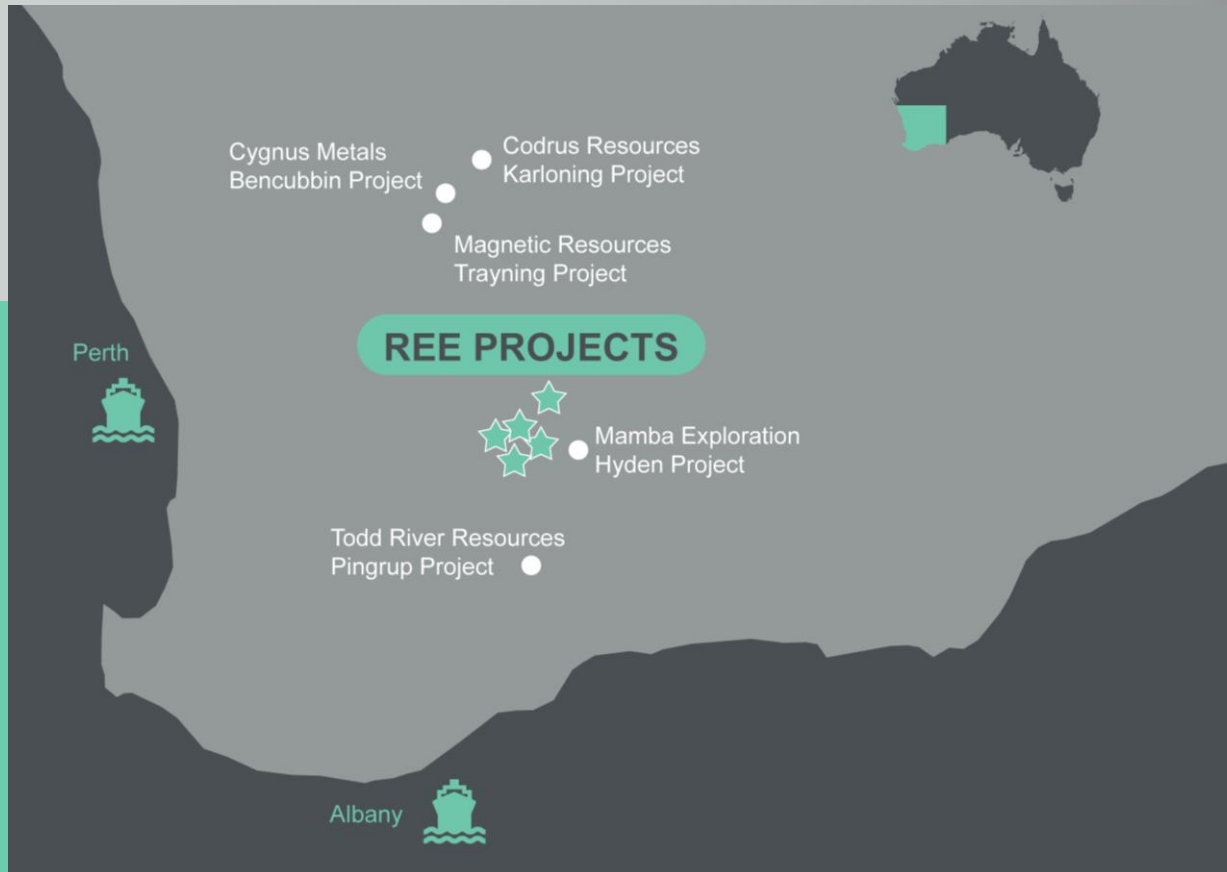 Cygnus Metals
Bencubbin Project
Codrus Resources
Karloning Project
Magnetic Resources
Trayning Project
REE PROJECTS
Perth
Mamba Exploration
Hyden Project
Todd River Resources
Pingrup Project
Albany